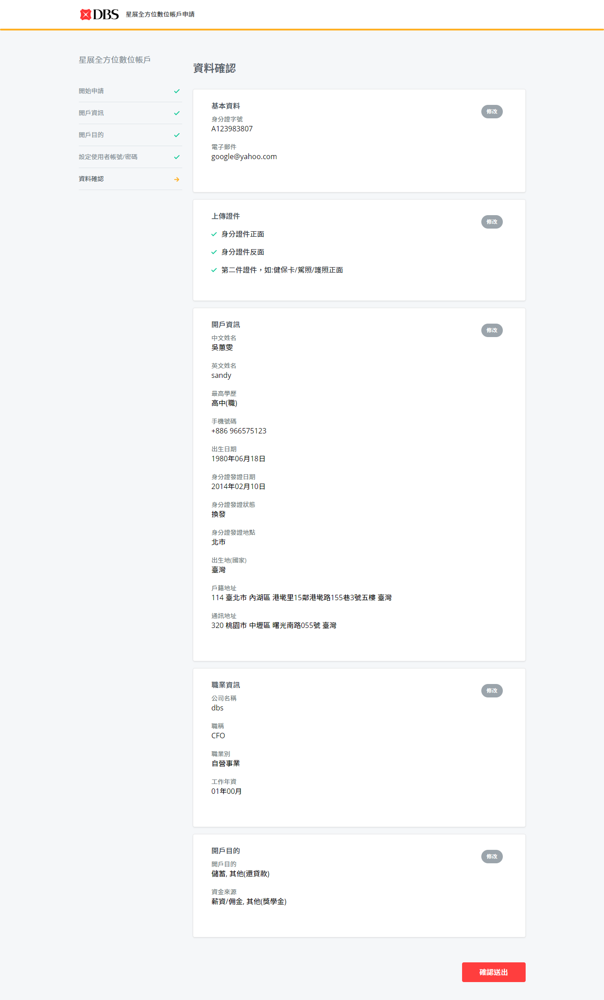 DBS 星展全方位數位帳戶申請
星展全方位數位帳戶
開始申請
開戶資訊
開戶目的
設定使用者帳號/密碼
資料確認
資料確認
基本資料
修改
身分證字號
A123983807
電子郵件
google@yahoo.com
上傳證件
修改
身分證件正面
身分證件反面
第二件證件，如:健保卡/駕照/護照正面
開戶資訊
修改
中文姓名
吳蕙雯
英文姓名
sandy
最高學歷
高中(職)
手機號碼
+886 966575123
出生日期
1980年06月18日
身分證發證日期
2014年02月10日
身分證發證狀態
換發
身分證發證地點
北市
出生地(國家)
臺灣
戶籍地址
114 臺北市 內湖區 港墘里15鄰港墘路155巷3號五樓 臺灣
通訊地址
320 桃園市 中壢區 曙光南路055號 臺灣
職業資訊
修改
公司名稱
dbs
職稱
CFO
職業別
自營事業
工作年資
01年00月
開戶目的
修改
開戶目的
儲蓄, 其他(還貸款)
資金來源
薪資/佣金, 其他(獎學金)
確認送出